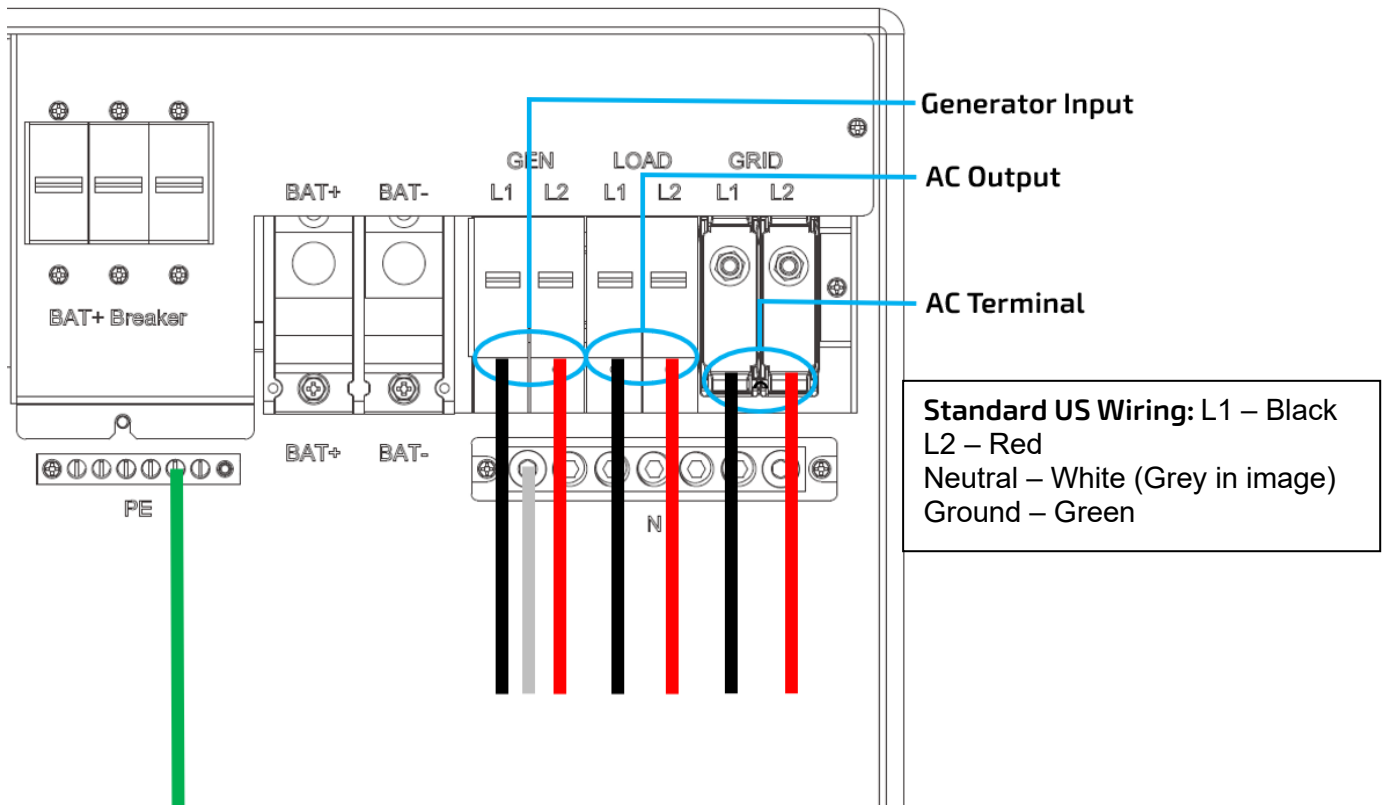 Generator Input
GEN LOAD GRID
AC Output
BAT+ BAT- L1 L2 L1 L2 L1 L2
AC Terminal
BAT+ Breaker
Standard US Wiring: L1 – Black
L2 – Red
Neutral – White (Grey in image)
Ground – Green
BAT+ BAT-
PE
N